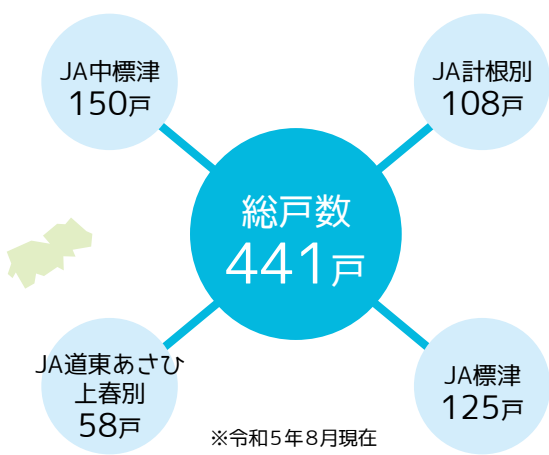 JA中標津
150戸
JA計根別
108戸
総戸数
441戸
JA道東あさひ
上春別
58戸
JA標津
125戸
※令和5年8月現在